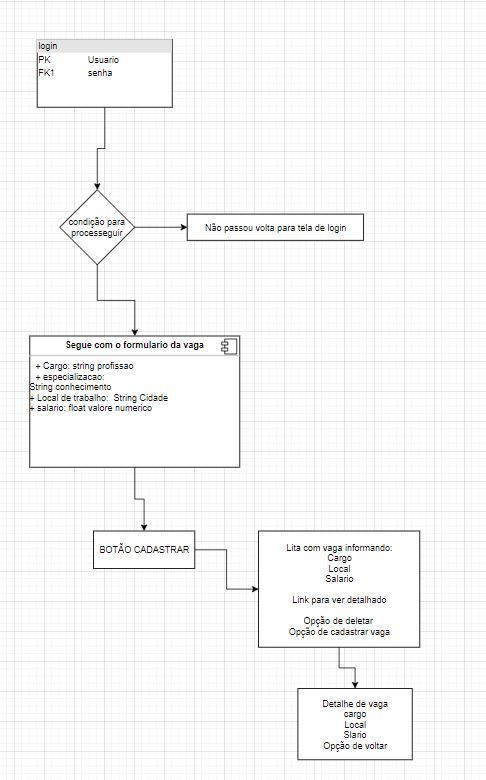 login
PK Usuario
FK1 senha
condição para
processeguir
Não passou volta para tela de login
Segue com o formulario da vaga
+ Cargo: string profissao
+ especializacao:
String conhecimento
+ Local de trabalho: String Cidade
+ salario: float valore numerico
BOTÃO CADASTRAR
Lita com vaga informando:
Cargo
Local
Salario
Link para ver detalhado
Opção de deletar
Opção de cadastrar vaga
Detalhe de vaga
cargo
Local
Slario
Opção de voltar